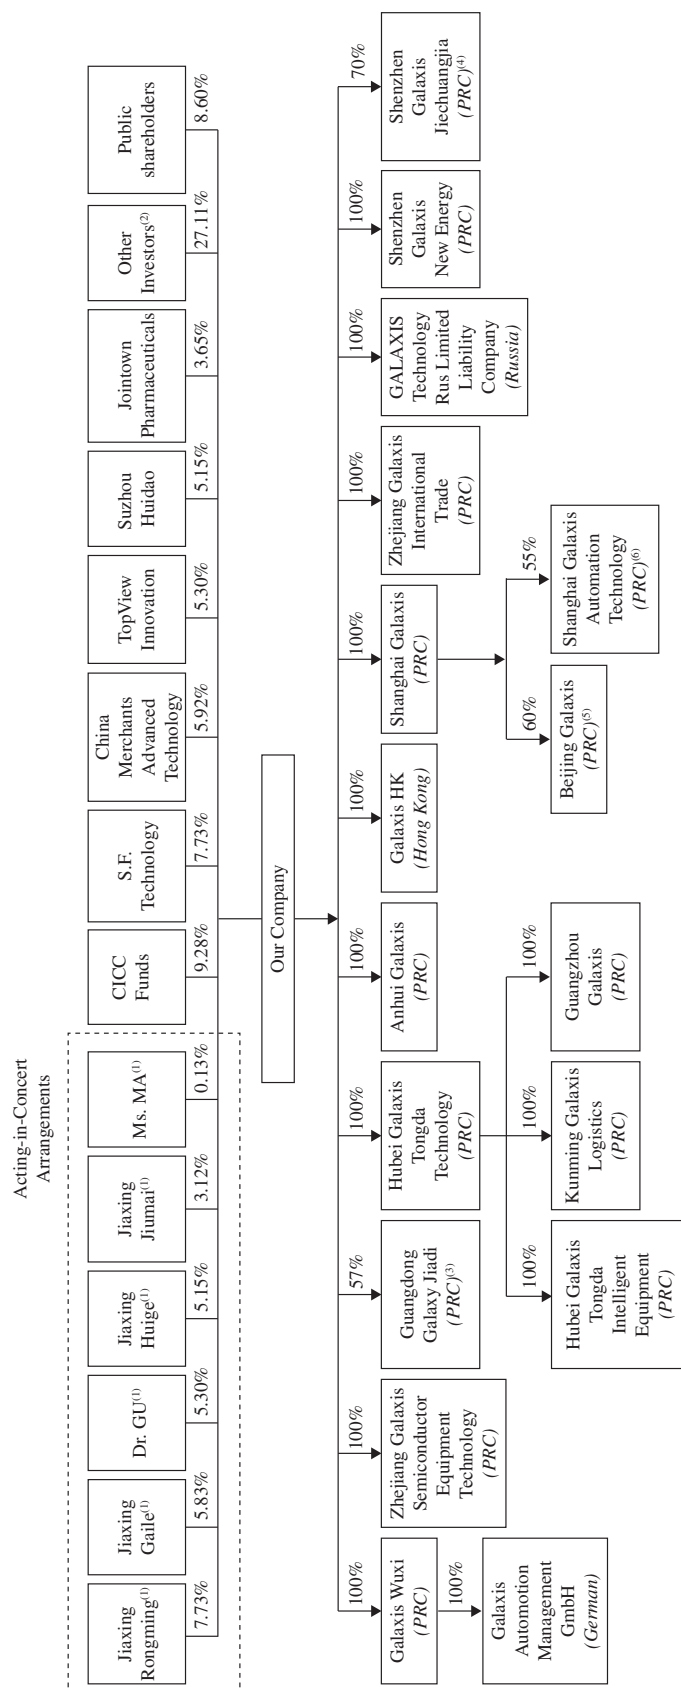 Acting-in-Concert
Arrangements
Jiaxing
Rongming(1)
7.73%
Jiaxing
Gaile(1)
5.83%
Dr. GU(1)
5.30%
Jiaxing
Huige(1)
5.15%
Jiaxing
Jiumai(1)
3.12%
Ms. MA(1)
0.13%
CICC
Funds
9.28%
S.F.
Technology
7.73%
China
Merchants
Advanced
Technology
5.92%
TopView
Innovation
5.30%
Suzhou
Huidao
5.15%
Jointown
Pharmaceuticals
3.65%
Other
Investors(2)
27.11%
Public
shareholders
8.60%
Our Company
100%
Galaxis Wuxi
(PRC)
100%
Galaxis
Automotion
Management
GmbH
(German)
100%
Zhejiang Galaxis
Semiconductor
Equipment
Technology
(PRC)
57%
Guangdong
Galaxy Jiadi
(PRC)(3)
100%
Hubei Galaxis
Tongda
Technology
(PRC)
100%
Hubei Galaxis
Tongda
Intelligent
Equipment
(PRC)
100%
Kunming Galaxis
Logistics
(PRC)
100%
Guangzhou
Galaxis
(PRC)
100%
Anhui Galaxis
(PRC)
100%
Galaxis HK
(Hong Kong)
100%
Shanghai Galaxis
(PRC)
60%
Beijing Galaxis
(PRC)(5)
55%
Shanghai Galaxis
Automation
Technology
(PRC)(6)
100%
Zhejiang Galaxis
International
Trade
(PRC)
100%
GALAXIS
Technology
Rus Limited
Liability
Company
(Russia)
100%
Shenzhen
Galaxis
New Energy
(PRC)
70%
Shenzhen
Galaxis
Jiechuangjia
(PRC)(4)